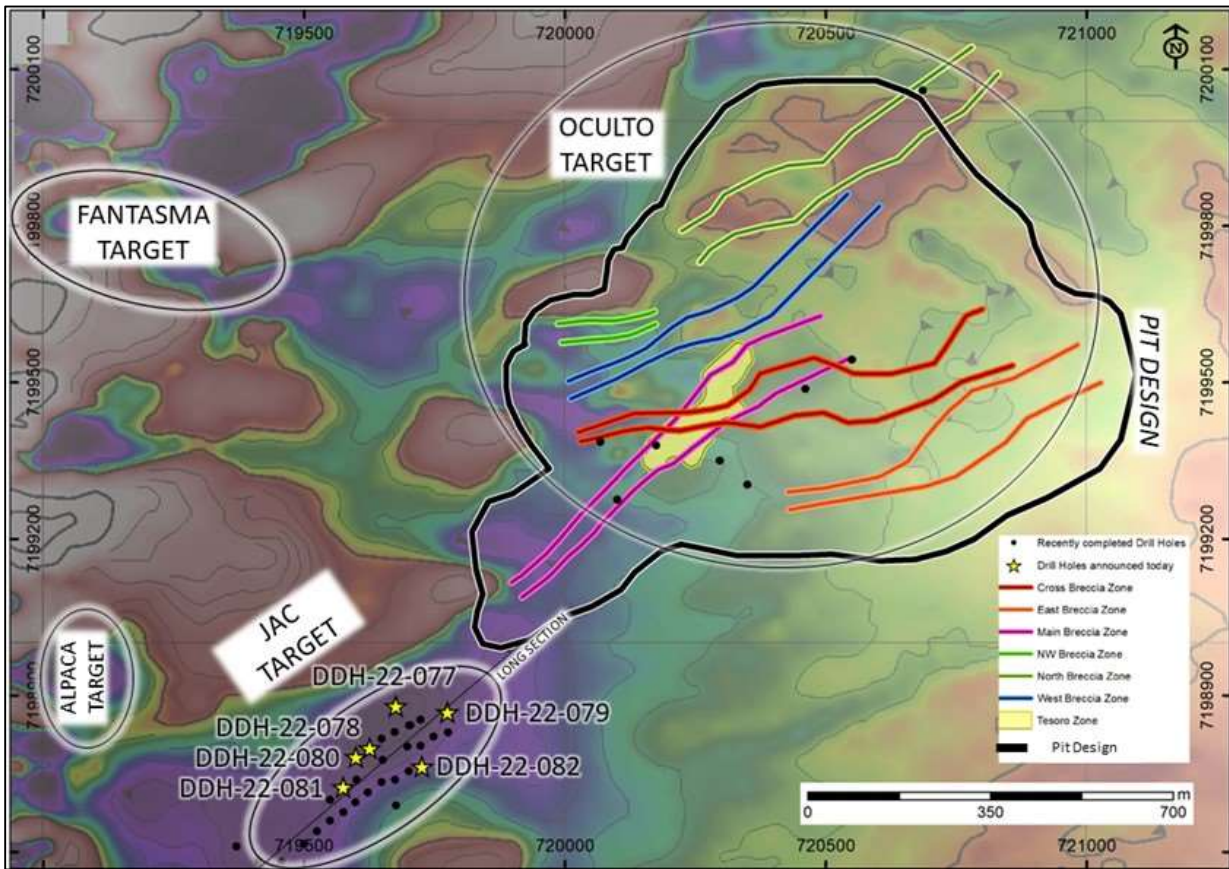 719500
720000
720500
721000
N
7200100
7200100
OCULTO
TARGET
FANTASMA
TARGET
7199800
7199800
7199500
7199500
PIT DESIGN
7199200
7199200
JAC
TARGET
ALPACA
TARGET
LONG SECTION
7198900
7198900
DDH-22-077
DDH-22-079
DDH-22-078
DDH-22-080
DDH-22-082
DDH-22-081
Recently completed Drill Holes
Drill Holes announced today
Cross Breccia Zone
East Breccia Zone
Main Breccia Zone
NW Breccia Zone
North Breccia Zone
West Breccia Zone
Tesoro Zone
Pit Design
m
0 350 700
719500
720000
720500
721000